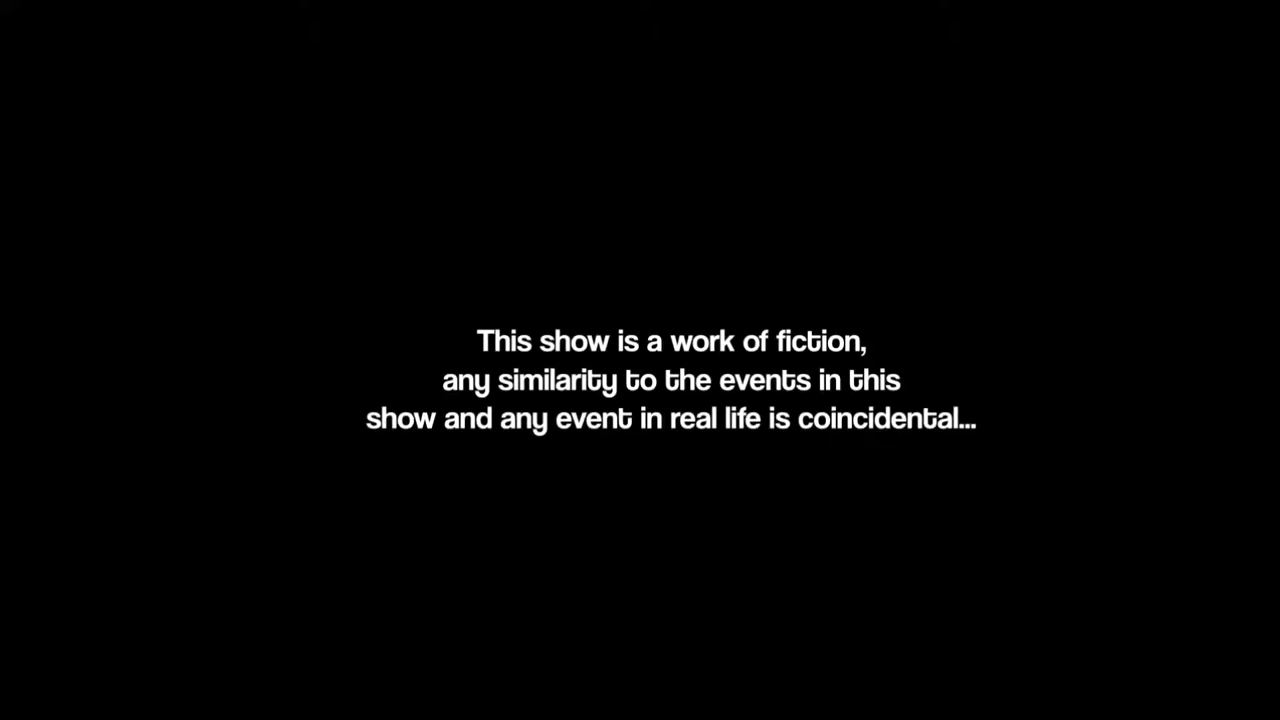 This show is a work of fiction,
any similarity to the events in this
show and any event in real life is coincidental...